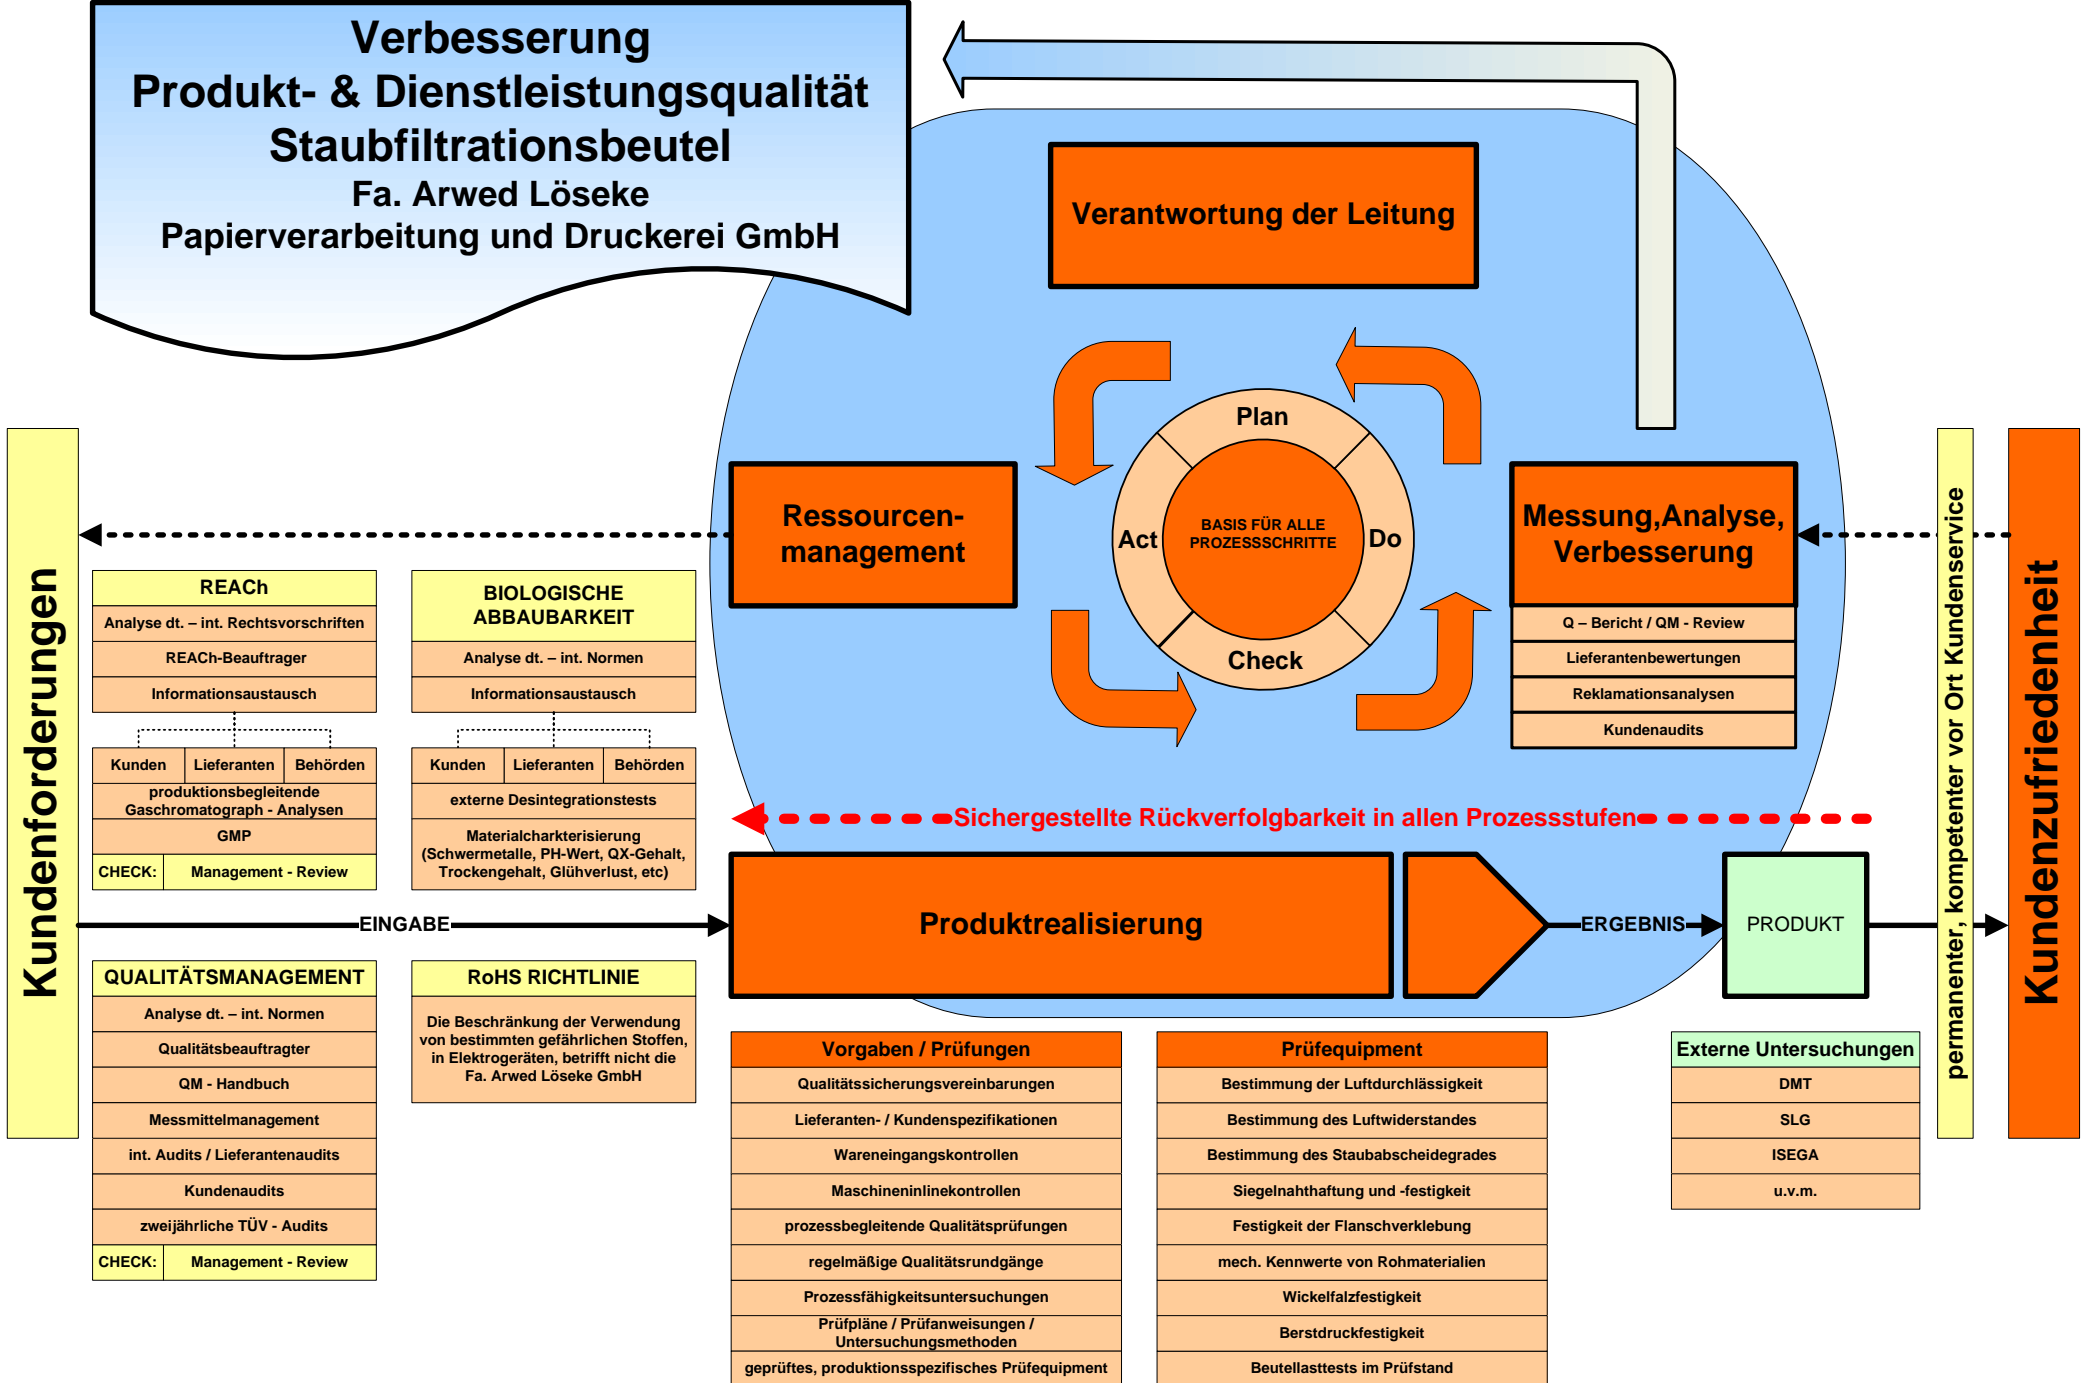 Verbesserung
Produkt- & Dienstleistungsqualität
Staubfiltrationsbeutel
Fa. Arwed Löseke
Papierverarbeitung und Druckerei GmbH
Verantwortung der Leitung
Plan
Do
Check
Act
BASIS FÜR ALLE
PROZESSSCHRITTE
Ressourcen-
management
Messung,Analyse,
Verbesserung
Q – Bericht / QM - Review
Lieferantenbewertungen
Reklamationsanalysen
Kundenaudits
Kundenforderungen
REACh
Analyse dt. – int. Rechtsvorschriften
REACh-Beauftrager
Informationsaustausch
Kunden
Lieferanten
Behörden
produktionsbegleitende
Gaschromatograph - Analysen
GMP
CHECK:
Management - Review
BIOLOGISCHE
ABBAUBARKEIT
Analyse dt. – int. Normen
Informationsaustausch
Kunden
Lieferanten
Behörden
externe Desintegrationstests
Materialcharkterisierung
(Schwermetalle, PH-Wert, QX-Gehalt,
Trockengehalt, Glühverlust, etc)
Sichergestellte Rückverfolgbarkeit in allen Prozessstufen
EINGABE
Produktrealisierung
ERGEBNIS
PRODUKT
permanenter, kompetenter vor Ort Kundenservice
Kundenzufriedenheit
QUALITÄTSMANAGEMENT
Analyse dt. – int. Normen
Qualitätsbeauftragter
QM - Handbuch
Messmittelmanagement
int. Audits / Lieferantenaudits
Kundenaudits
zweijährliche TÜV - Audits
CHECK:
Management - Review
RoHS RICHTLINIE
Die Beschränkung der Verwendung
von bestimmten gefährlichen Stoffen,
in Elektrogeräten, betrifft nicht die
Fa. Arwed Löseke GmbH
Vorgaben / Prüfungen
Qualitätssicherungsvereinbarungen
Lieferanten- / Kundenspezifikationen
Wareneingangskontrollen
Maschineninlinekontrollen
prozessbegleitende Qualitätsprüfungen
regelmäßige Qualitätsrundgänge
Prozessfähigkeitsuntersuchungen
Prüfpläne / Prüfanweisungen /
Untersuchungsmethoden
geprüftes, produktionsspezifisches Prüfequipment
Prüfequipment
Bestimmung der Luftdurchlässigkeit
Bestimmung des Luftwiderstandes
Bestimmung des Staubabscheidegrades
Siegelnahthaftung und -festigkeit
Festigkeit der Flanschverklebung
mech. Kennwerte von Rohmaterialien
Wickelfalzfestigkeit
Berstdruckfestigkeit
Beutellasttests im Prüfstand
Externe Untersuchungen
DMT
SLG
ISEGA
u.v.m.